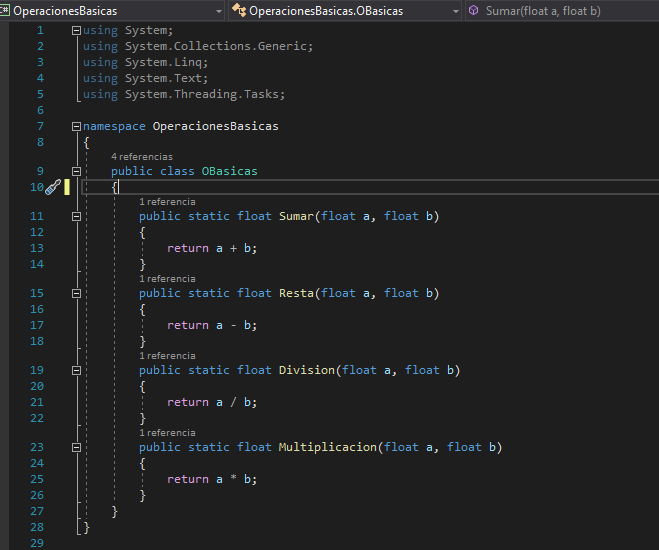 C# OperacionesBasicas OperacionesBasicas.OBasicas Sumar(float a, float b)
1 using System;
2 using System.Collections.Generic;
3 using System.Linq;
4 using System.Text;
5 using System.Threading.Tasks;
6
7 namespace OperacionesBasicas
8 {
4 referencias
9 public class OBasicas
10 {
1 referencia
11 public static float Sumar(float a, float b)
12 {
13 return a + b;
14 }
1 referencia
15 public static float Resta(float a, float b)
16 {
17 return a - b;
18 }
1 referencia
19 public static float Division(float a, float b)
20 {
21 return a / b;
22 }
1 referencia
23 public static float Multiplicacion(float a, float b)
24 {
25 return a * b;
26 }
27 }
28 }
29